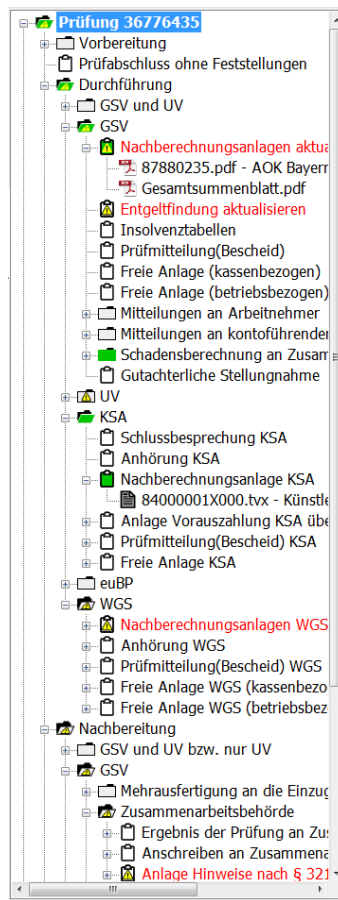 Prüfung 36776435
Vorbereitung
Prüfabschluss ohne Feststellungen
Durchführung
GSV und UV
GSV
Nachberechnungsanlagen aktua
87880235.pdf - AOK Bayern
Gesamtsummenblatt.pdf
Entgeltfindung aktualisieren
Insolvenztabellen
Prüfmitteilung(Bescheid)
Freie Anlage (kassenbezogen)
Freie Anlage (betriebsbezogen)
Mitteilungen an Arbeitnehmer
Mitteilungen an kontoführender
Schadensberechnung an Zusam
Gutachterliche Stellungnahme
UV
KSA
Schlussbesprechung KSA
Anhörung KSA
Nachberechnungsanlage KSA
84000001X000.tvx - Künstle
Anlage Vorauszahlung KSA übe
Prüfmitteilung(Bescheid) KSA
Freie Anlage KSA
euBP
WGS
Nachberechnungsanlagen WGS
Anhörung WGS
Prüfmitteilung(Bescheid) WGS
Freie Anlage WGS (kassenbezo
Freie Anlage WGS (betriebsbez
Nachbereitung
GSV und UV bzw. nur UV
GSV
Mehrausfertigung an die Einzug
Zusammenarbeitsbehörde
Ergebnis der Prüfung an Zus
Anschreiben an Zusammena
Anlage Hinweise nach § 321